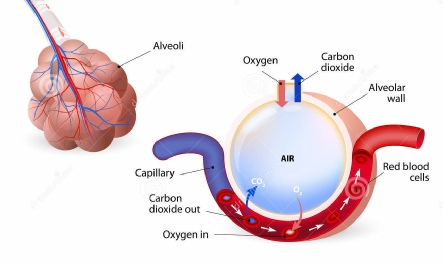 Alveoli
Oxygen
Carbon
dioxide
Alveolar
wall
AIR
Capillary
CO₂
O₂
Red blood
cells
Carbon
dioxide out
Oxygen in